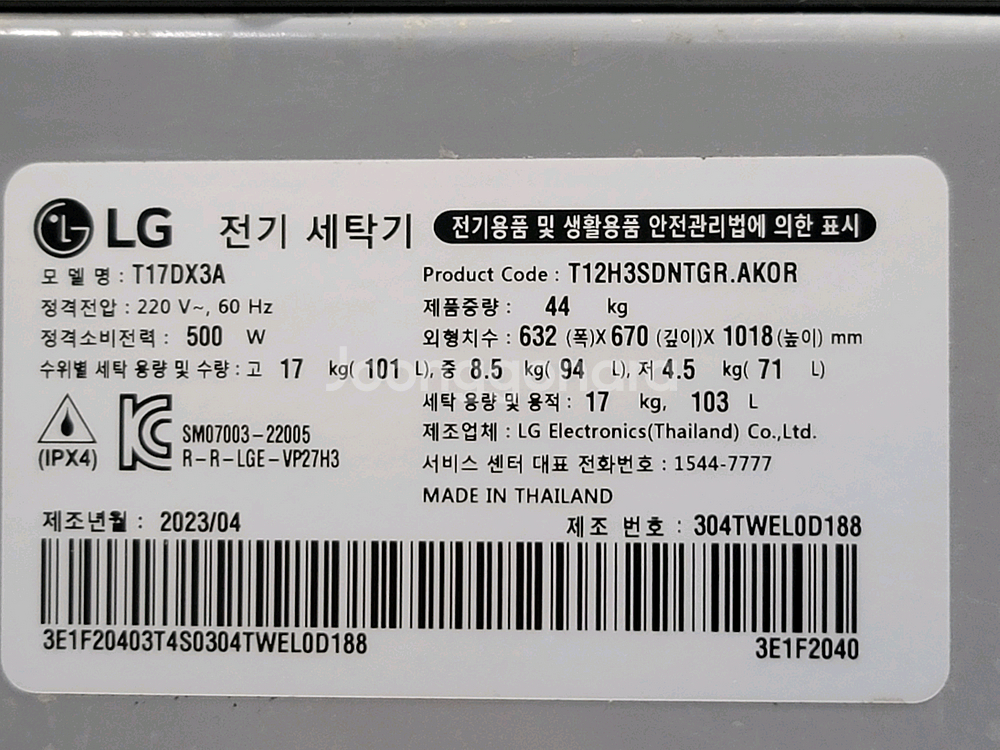 LG 전기 세탁기 전기용품 및 생활용품 안전관리법에 의한 표시
모 델 명 : T17DX3A
Product Code : T12H3SDNTGR.AKOR
정격전압 : 220 V~, 60 Hz
제품중량 : 44 kg
정격소비전력 : 500 W
외형치수 : 632 (폭)X 670 (깊이)X 1018 (높이) mm
수위별 세탁 용량 및 수량 : 고 17 kg( 101 L), 중 8.5 kg( 94 L), 저 4.5 kg( 71 L)
Joonggonara
세탁 용량 및 용적 : 17 kg, 103 L
(IPX4)
SM07003-22005
R-R-LGE-VP27H3
제조업체 : LG Electronics(Thailand) Co.,Ltd.
서비스 센터 대표 전화번호 : 1544-7777
MADE IN THAILAND
제조년월 : 2023/04
제조 번호 : 304TWEL0D188
3E1F20403T4S0304TWEL0D188
3E1F2040